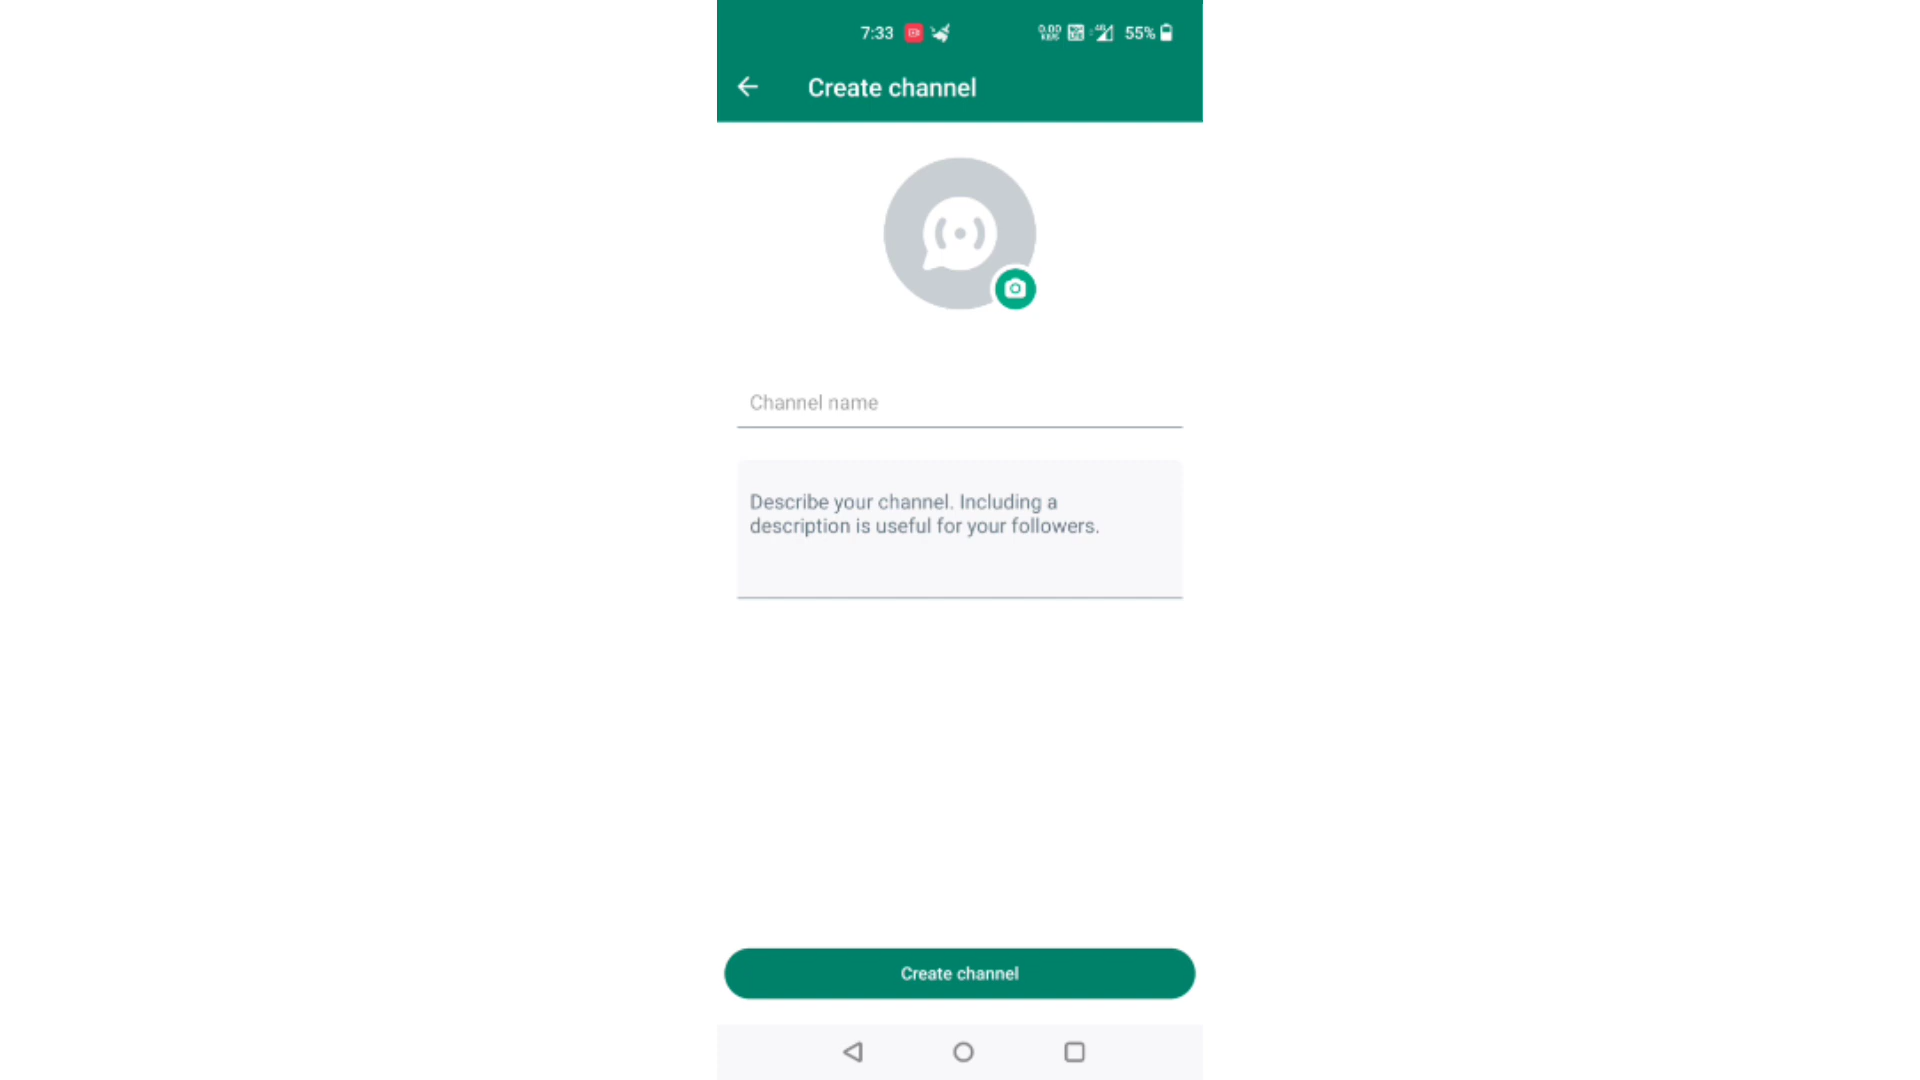 7:33 55%
Create channel
Channel name
Describe your channel. Including a
description is useful for your followers.
Create channel